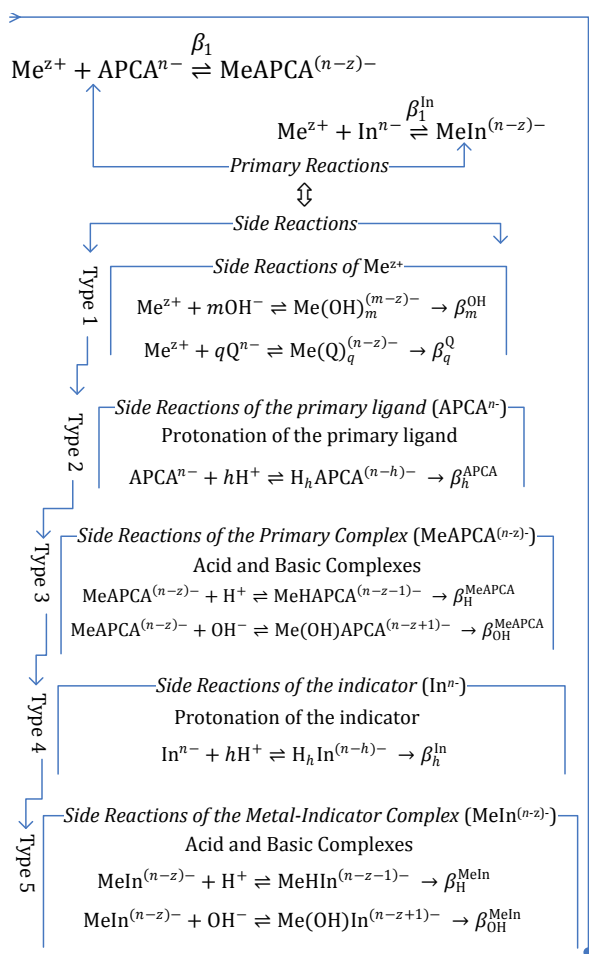 Me^{z+} + APCA^{n−} ⇌ MeAPCA^{(n−z)−} β_1
Me^{z+} + In^{n−} ⇌ MeIn^{(n−z)−} β_1^{In}
Primary Reactions
⇕
Side Reactions
Type 1
Side Reactions of Me^{z+}
Me^{z+} + mOH^{−} ⇌ Me(OH)_m^{(m−z)−} → β_m^{OH}
Me^{z+} + qQ^{n−} ⇌ Me(Q)_q^{(n−z)−} → β_q^{Q}
Type 2
Side Reactions of the primary ligand (APCA^{n-})
Protonation of the primary ligand
APCA^{n−} + hH^{+} ⇌ H_hAPCA^{(n−h)−} → β_h^{APCA}
Type 3
Side Reactions of the Primary Complex (MeAPCA^{(n-z)-})
Acid and Basic Complexes
MeAPCA^{(n−z)−} + H^{+} ⇌ MeHAPCA^{(n−z−1)−} → β_H^{MeAPCA}
MeAPCA^{(n−z)−} + OH^{−} ⇌ Me(OH)APCA^{(n−z+1)−} → β_{OH}^{MeAPCA}
Type 4
Side Reactions of the indicator (In^{n-})
Protonation of the indicator
In^{n−} + hH^{+} ⇌ H_hIn^{(n−h)−} → β_h^{In}
Type 5
Side Reactions of the Metal-Indicator Complex (MeIn^{(n-z)-})
Acid and Basic Complexes
MeIn^{(n−z)−} + H^{+} ⇌ MeHIn^{(n−z−1)−} → β_H^{MeIn}
MeIn^{(n−z)−} + OH^{−} ⇌ Me(OH)In^{(n−z+1)−} → β_{OH}^{MeIn}